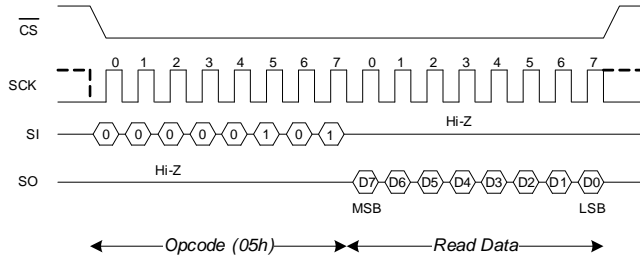 CS
0 1 2 3 4 5 6 7 0 1 2 3 4 5 6 7
SCK
Hi-Z
SI 0 0 0 0 0 1 0 1
Hi-Z
SO D7 D6 D5 D4 D3 D2 D1 D0
MSB LSB
Opcode (05h) Read Data